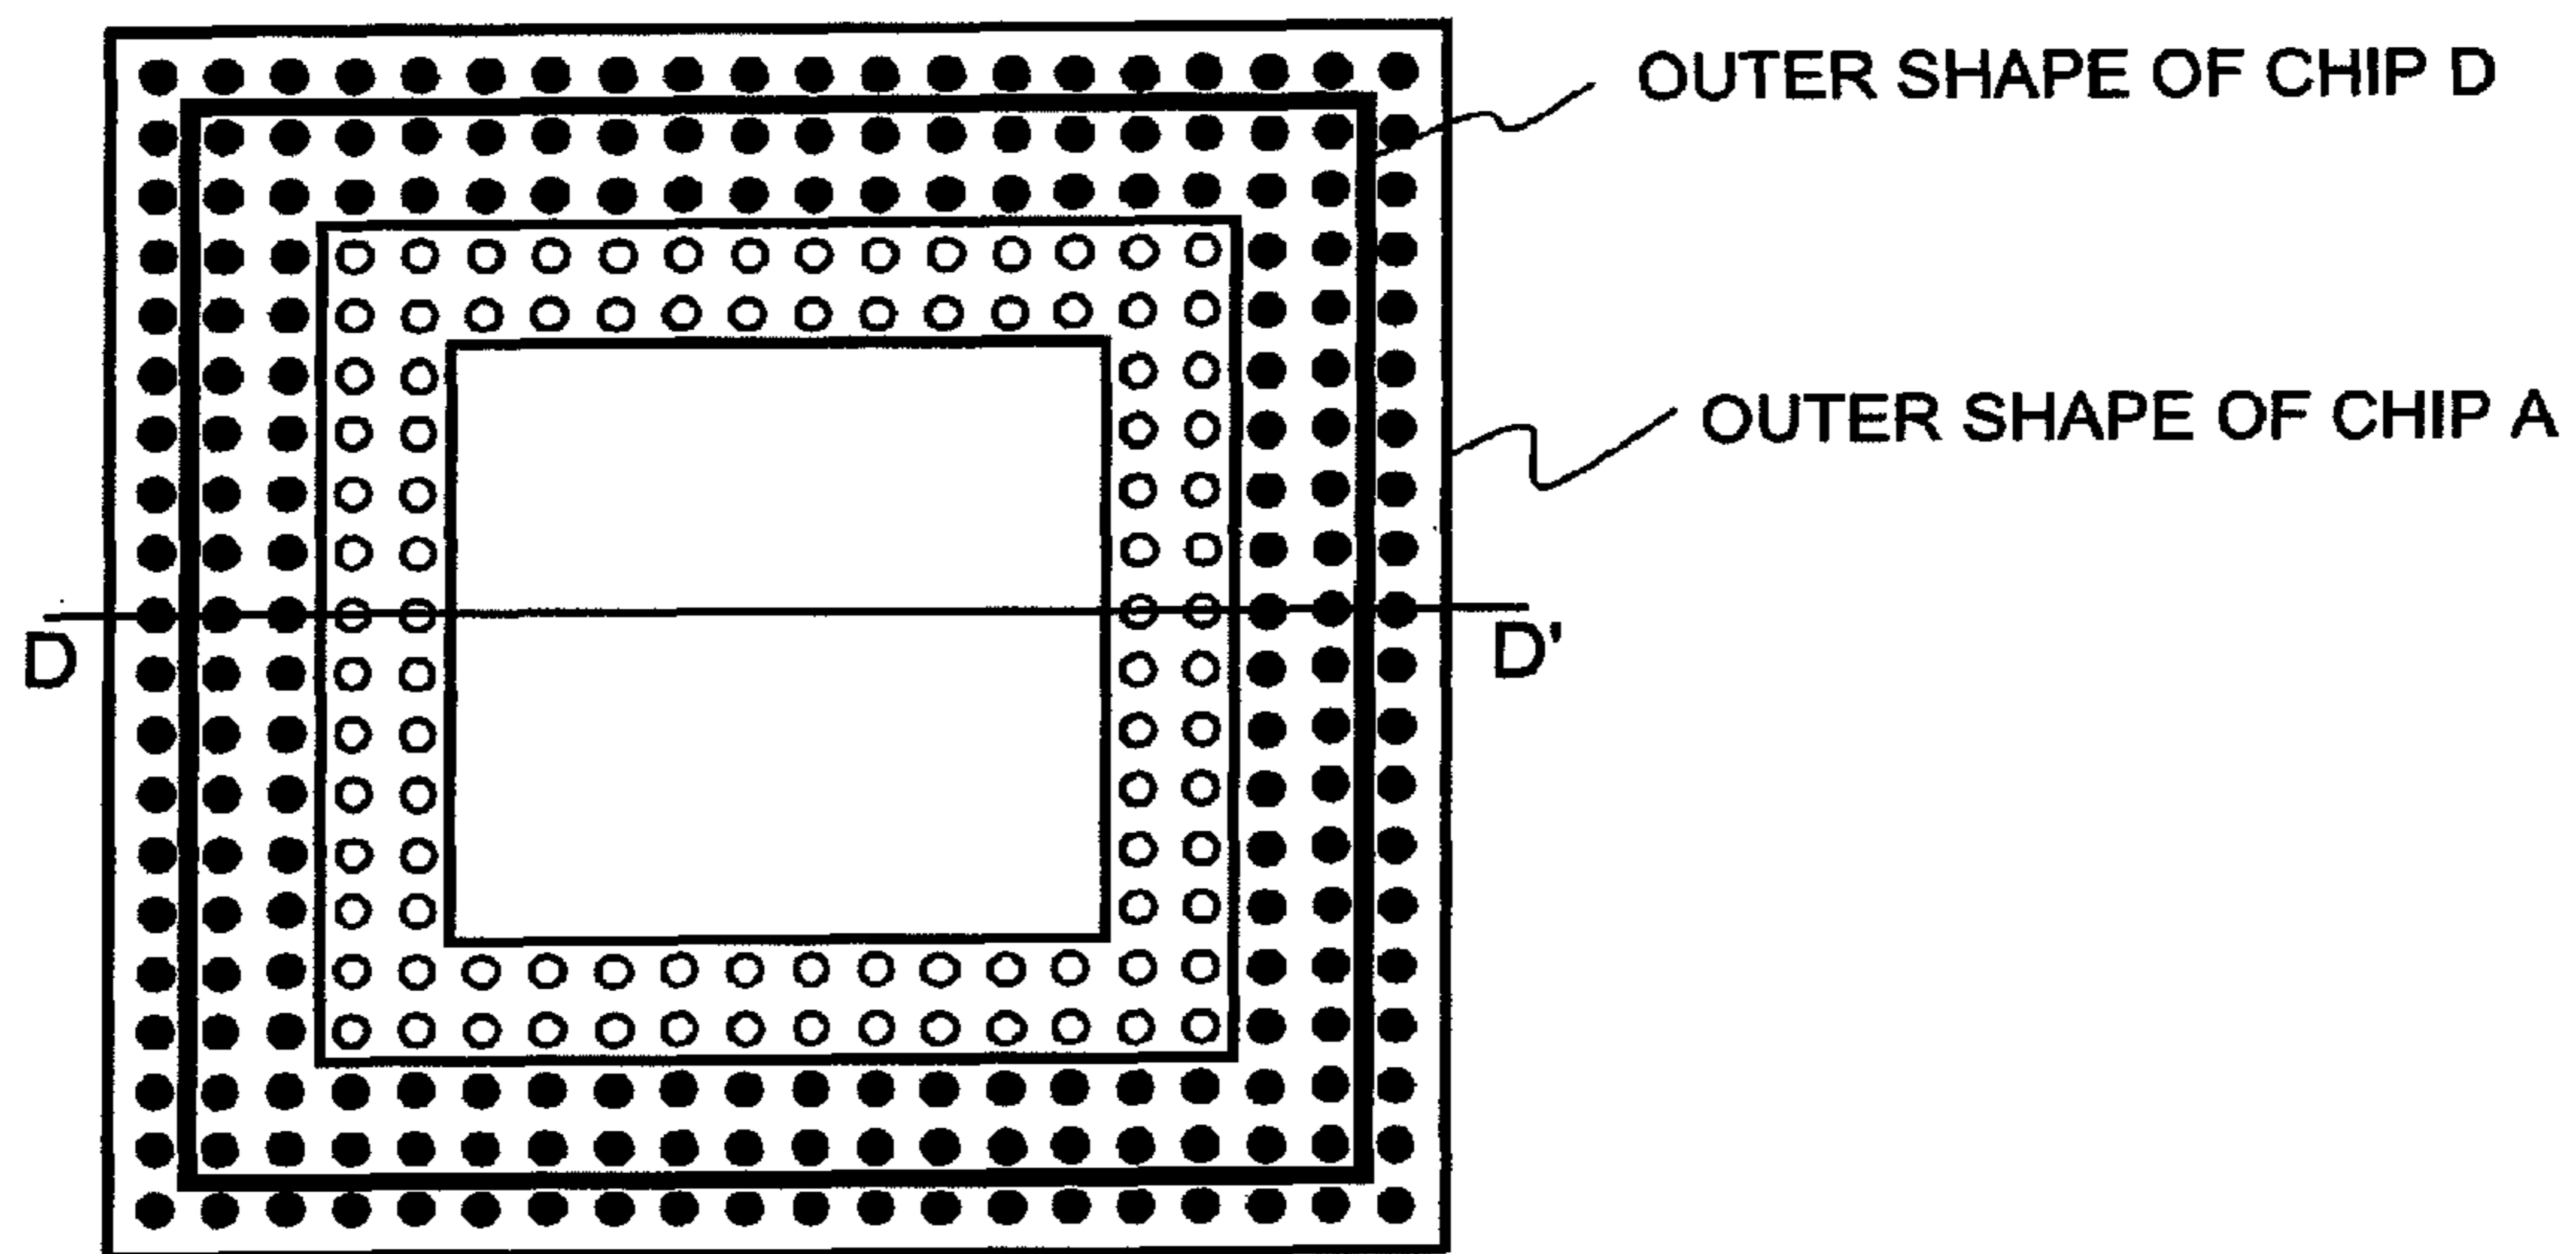 OUTER SHAPE OF CHIP D
OUTER SHAPE OF CHIP A
D
D'